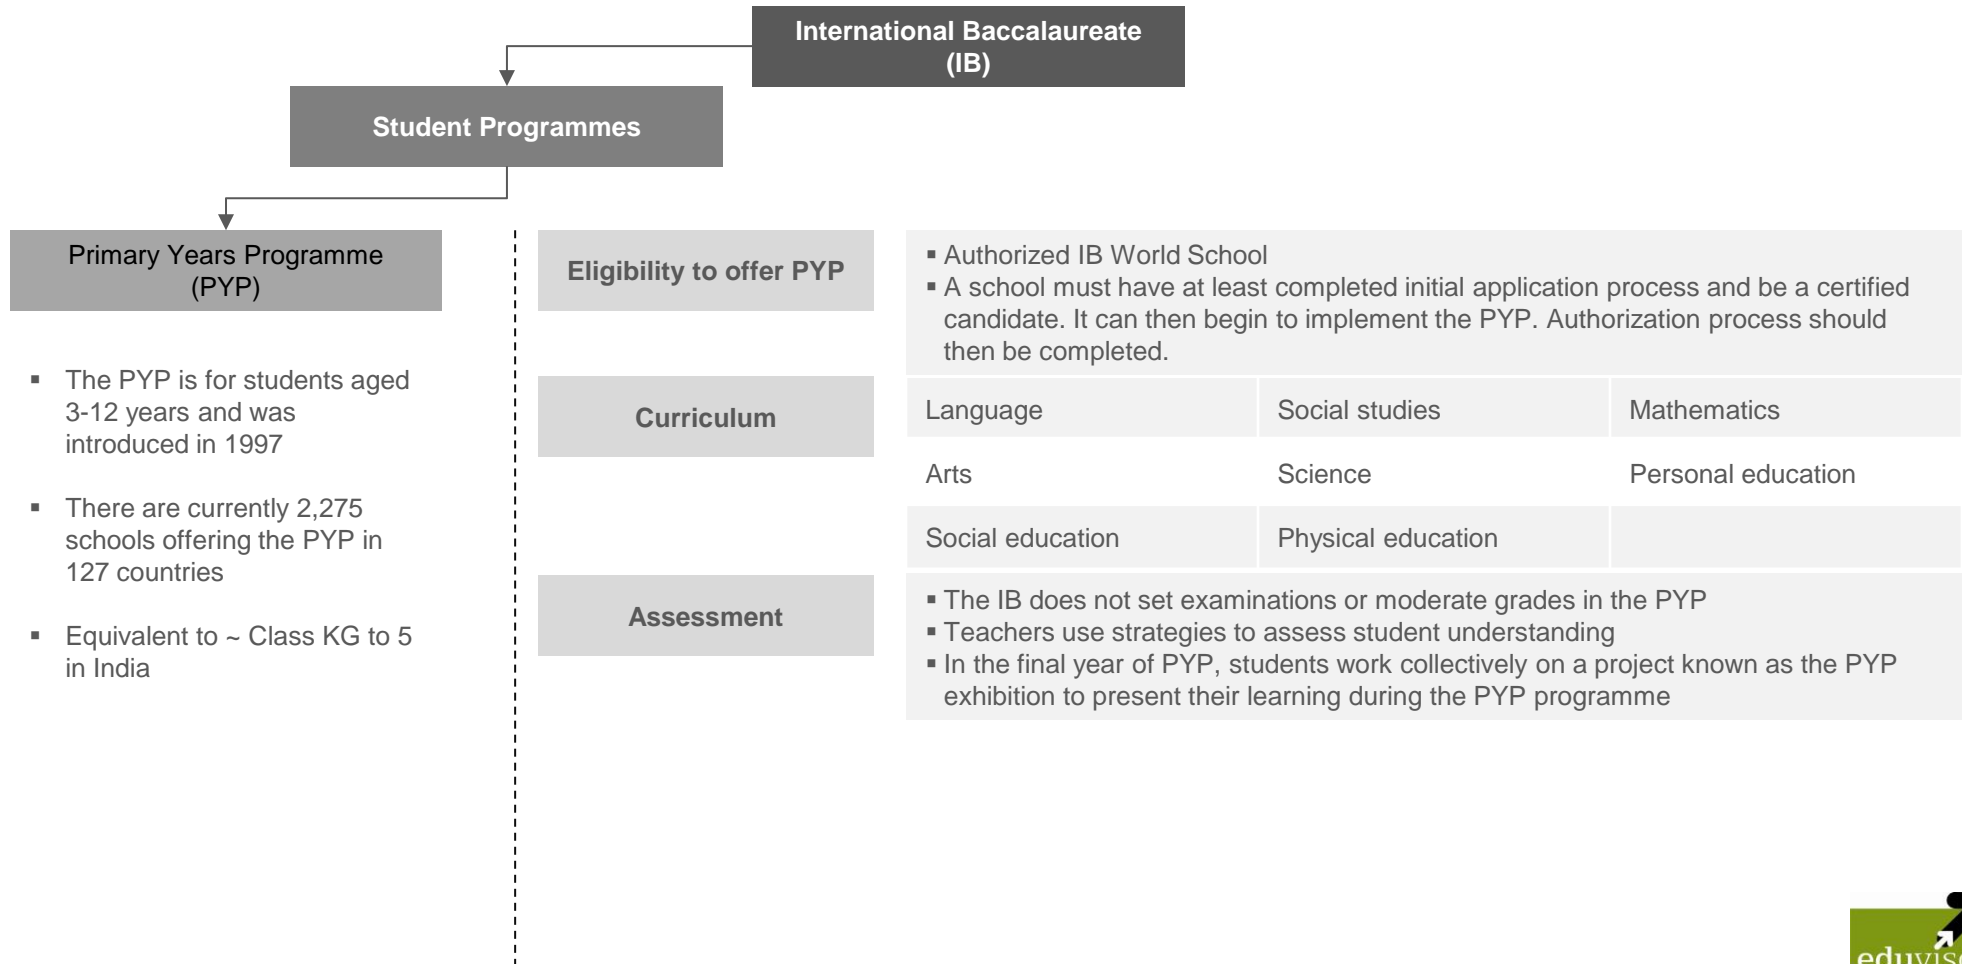 International Baccalaureate
(IB)
Student Programmes
Primary Years Programme
(PYP)
▪ The PYP is for students aged
3-12 years and was
introduced in 1997
▪ There are currently 2,275
schools offering the PYP in
127 countries
▪ Equivalent to ~ Class KG to 5
in India
Eligibility to offer PYP
▪ Authorized IB World School
▪ A school must have at least completed initial application process and be a certified
candidate. It can then begin to implement the PYP. Authorization process should
then be completed.
Curriculum
Language Social studies Mathematics
Arts Science Personal education
Social education Physical education
Assessment
▪ The IB does not set examinations or moderate grades in the PYP
▪ Teachers use strategies to assess student understanding
▪ In the final year of PYP, students work collectively on a project known as the PYP
exhibition to present their learning during the PYP programme